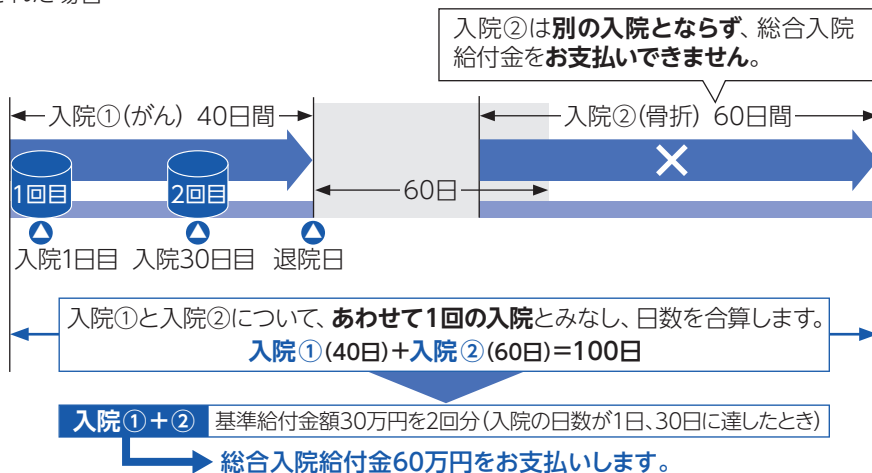 入院②は別の入院とならず、総合入院
給付金をお支払いできません。
入院①(がん) 40日間
入院②(骨折) 60日間
1回目
2回目
60日
入院1日目
入院30日目
退院日
入院①と入院②について、あわせて1回の入院とみなし、日数を合算します。
入院①(40日)+入院②(60日)=100日
入院①+②
基準給付金額30万円を2回分(入院の日数が1日、30日に達したとき)
総合入院給付金60万円をお支払いします。